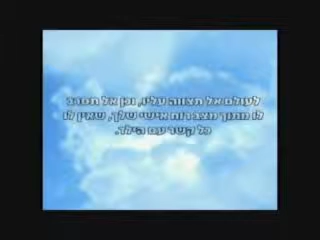 לעולם אל תצווה עליו, וכן אל תסרב
לו מתוך מצב רוח אישי שלך, שאין לו
כל קשר עם הילד.